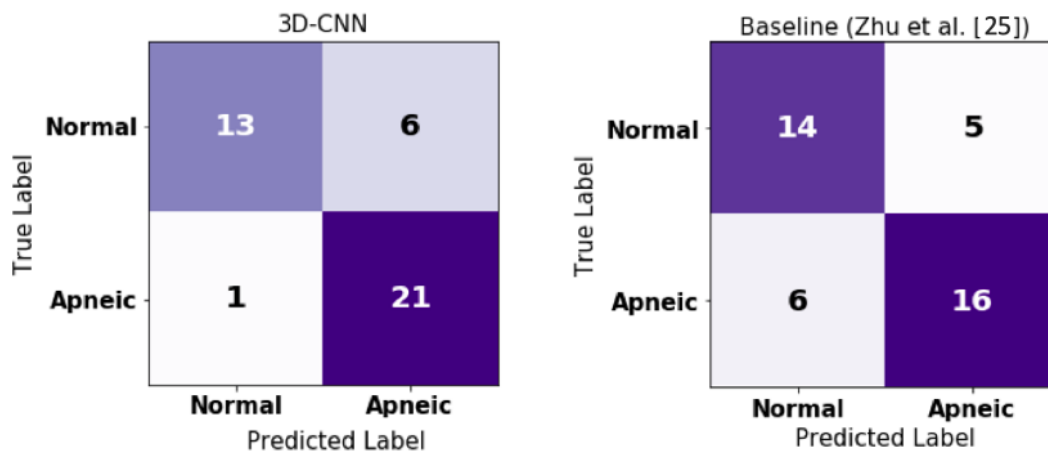 3D-CNN
True Label
Normal
13
6
Apneic
1
21
Normal
Apneic
Predicted Label
Baseline (Zhu et al. [25])
True Label
Normal
14
5
Apneic
6
16
Normal
Apneic
Predicted Label